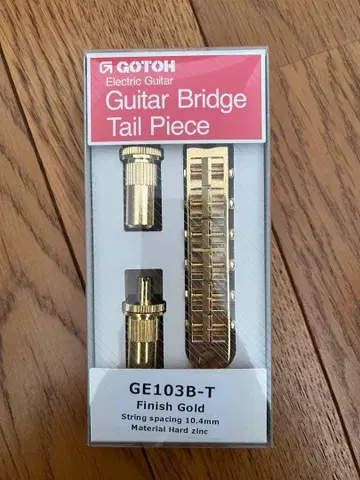 GOTOH
Electric Guitar
Guitar Bridge
Tail Piece
GE103B-T
Finish Gold
String spacing 10.4mm
Material Hard zinc